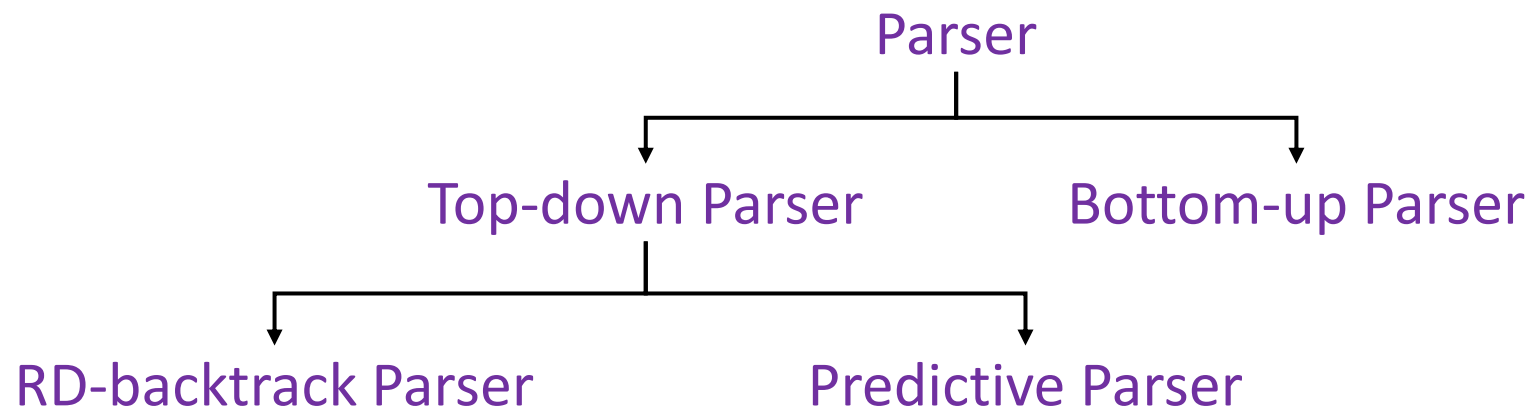 Parser
Top-down Parser
Bottom-up Parser
RD-backtrack Parser
Predictive Parser